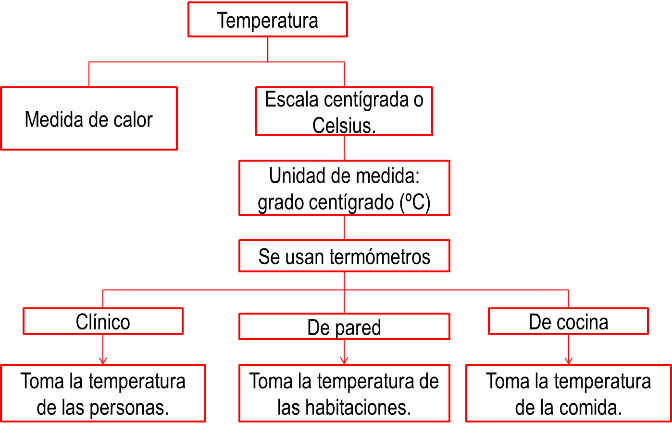 Temperatura
Medida de calor
Escala centígrada o
Celsius.
Unidad de medida:
grado centígrado (ºC)
Se usan termómetros
Clínico
De pared
De cocina
Toma la temperatura
de las personas.
Toma la temperatura de
las habitaciones.
Toma la temperatura
de la comida.